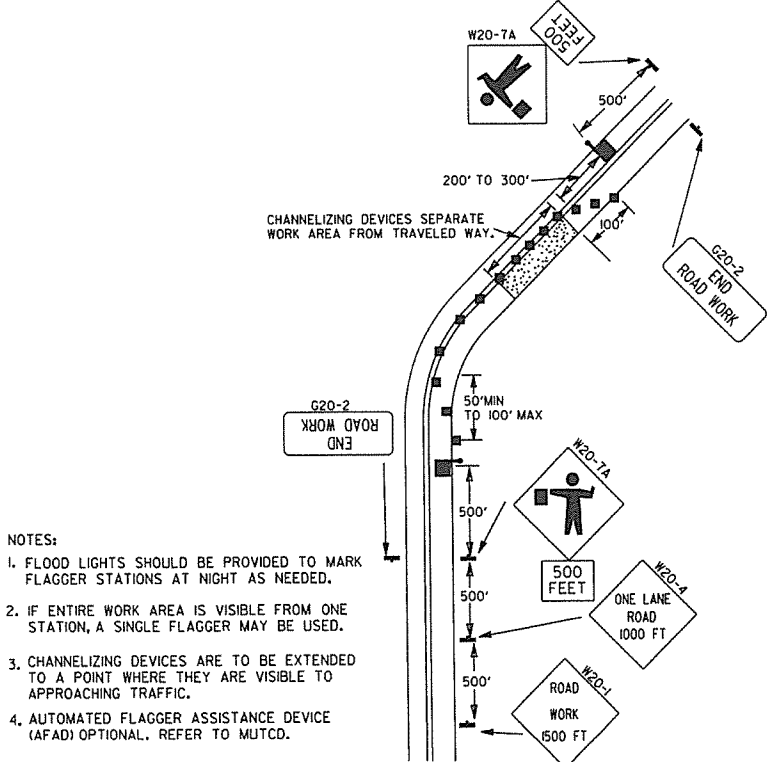 500
FEET
W20-7A
500'
200' TO 300'
CHANNELIZING DEVICES SEPARATE
WORK AREA FROM TRAVELED WAY.
100'
G20-2
END
ROAD WORK
50' MIN
TO 100' MAX
G20-2
END
ROAD WORK
W20-7A
500'
500
FEET
NOTES:
1. FLOOD LIGHTS SHOULD BE PROVIDED TO MARK
FLAGGER STATIONS AT NIGHT AS NEEDED.
2. IF ENTIRE WORK AREA IS VISIBLE FROM ONE
STATION, A SINGLE FLAGGER MAY BE USED.
3. CHANNELIZING DEVICES ARE TO BE EXTENDED
TO A POINT WHERE THEY ARE VISIBLE TO
APPROACHING TRAFFIC.
4. AUTOMATED FLAGGER ASSISTANCE DEVICE
(AFAD) OPTIONAL. REFER TO MUTCD.
500'
W20-4
ONE LANE
ROAD
1000 FT
500'
W20-1
ROAD
WORK
1500 FT